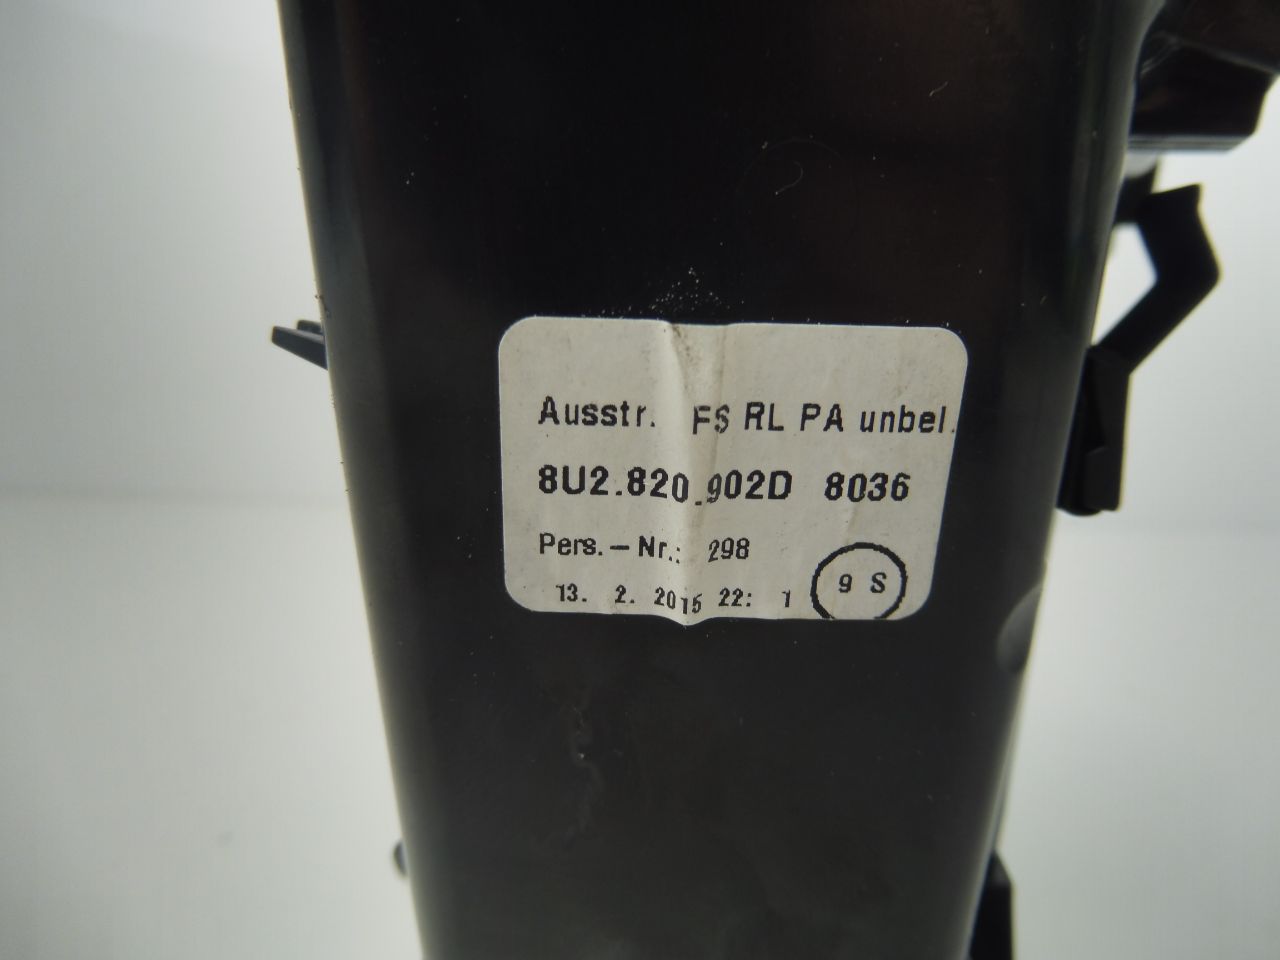 Ausstr. FS RL PA unbel.
8U2.820.902D 8036
Pers.-Nr.: 298
13. 2. 2015 22: 1
9 S